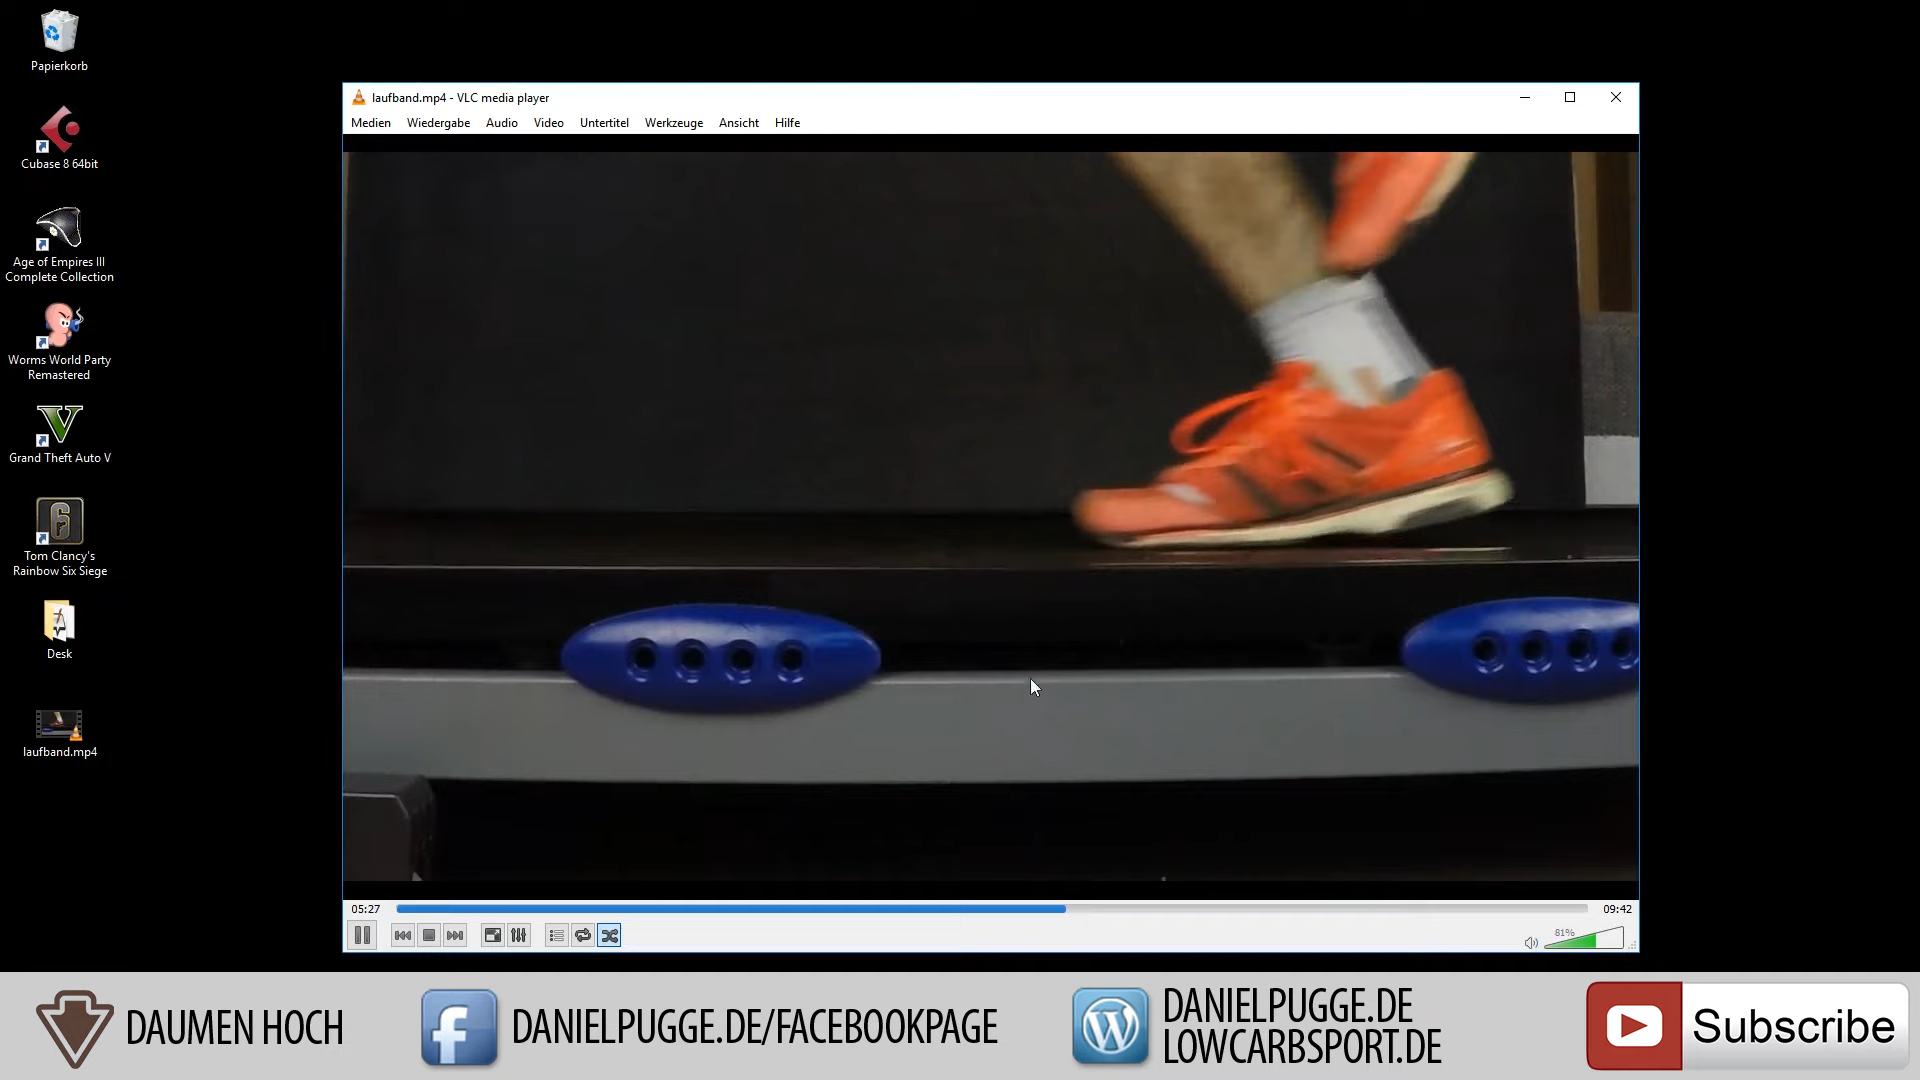 Papierkorb
Cubase 8 64bit
Age of Empires III
Complete Collection
Worms World Party
Remastered
Grand Theft Auto V
Tom Clancy's
Rainbow Six Siege
Desk
laufband.mp4
laufband.mp4 - VLC media player
Medien Wiedergabe Audio Video Untertitel Werkzeuge Ansicht Hilfe
05:27 09:42
81%
DAUMEN HOCH
DANIELPUGGE.DE/FACEBOOKPAGE
DANIELPUGGE.DE
LOWCARBSPORT.DE
Subscribe